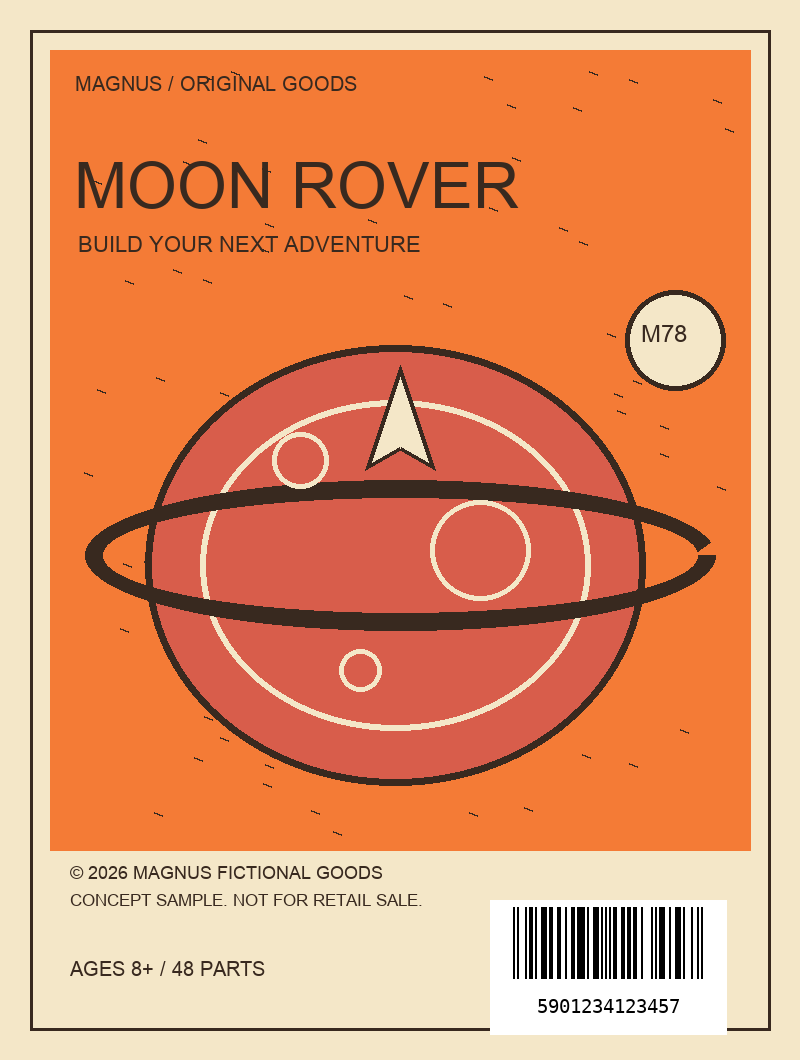 MAGNUS / ORIGINAL GOODS
MOON ROVER
BUILD YOUR NEXT ADVENTURE
M78
© 2026 MAGNUS FICTIONAL GOODS
CONCEPT SAMPLE. NOT FOR RETAIL SALE.
AGES 8+ / 48 PARTS
5901234123457